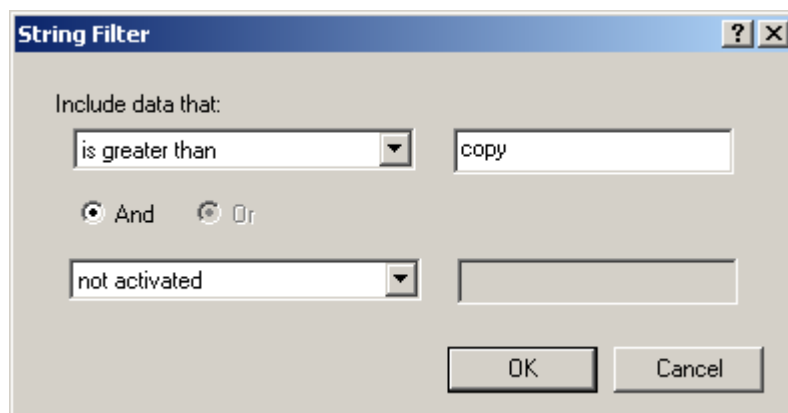 String Filter
Include data that:
is greater than copy
And Or
not activated
OK Cancel